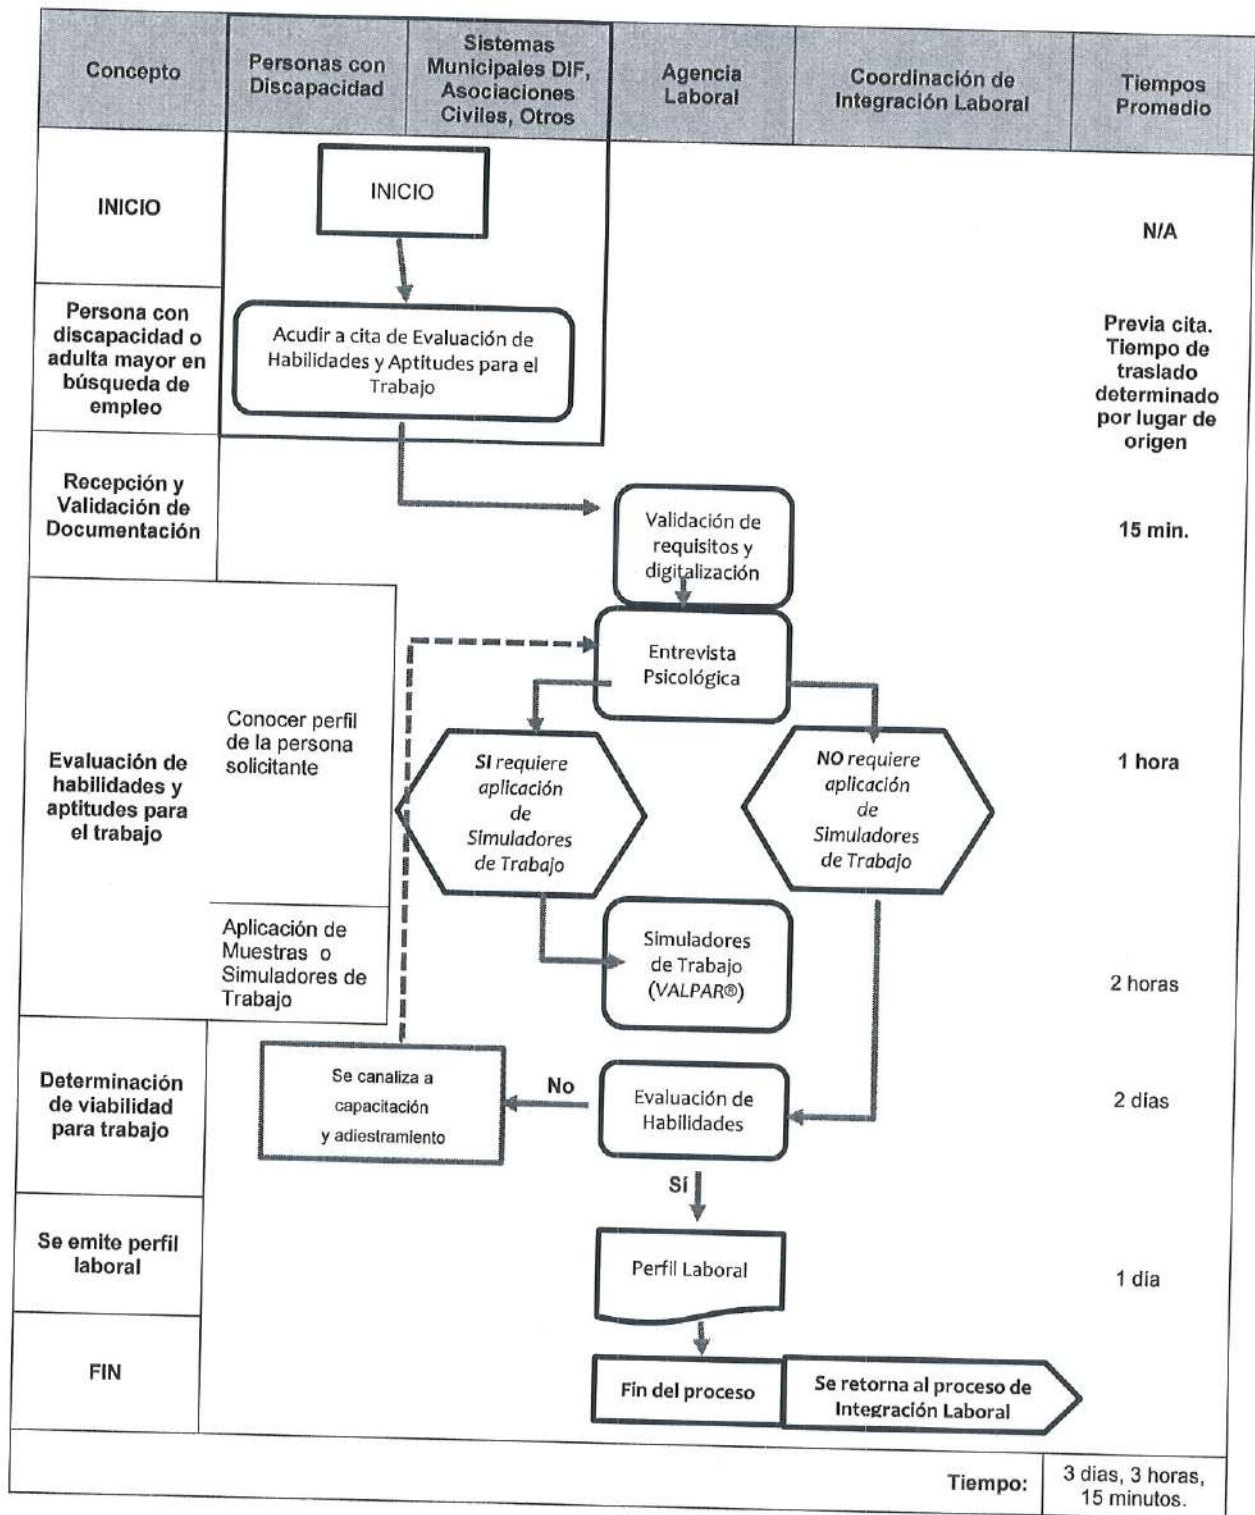 Concepto
Personas con
Discapacidad
Sistemas
Municipales DIF,
Asociaciones
Civiles, Otros
Agencia
Laboral
Coordinación de
Integración Laboral
Tiempos
Promedio
INICIO
INICIO
N/A
Persona con
discapacidad o
adulta mayor en
búsqueda de
empleo
Acudir a cita de Evaluación de
Habilidades y Aptitudes para el
Trabajo
Previa cita.
Tiempo de
traslado
determinado
por lugar de
origen
Recepción y
Validación de
Documentación
Validación de
requisitos y
digitalización
15 min.
Evaluación de
habilidades y
aptitudes para
el trabajo
Conocer perfil
de la persona
solicitante
Entrevista
Psicológica
SI requiere
aplicación
de
Simuladores
de Trabajo
NO requiere
aplicación
de
Simuladores
de Trabajo
1 hora
Aplicación de
Muestras o
Simuladores de
Trabajo
Simuladores
de Trabajo
(VALPAR®)
2 horas
Determinación
de viabilidad
para trabajo
Se canaliza a
capacitación
y adiestramiento
No
Evaluación de
Habilidades
2 días
Sí
Se emite perfil
laboral
Perfil Laboral
1 día
FIN
Fin del proceso
Se retorna al proceso de
Integración Laboral
Tiempo:
3 dias, 3 horas,
15 minutos.